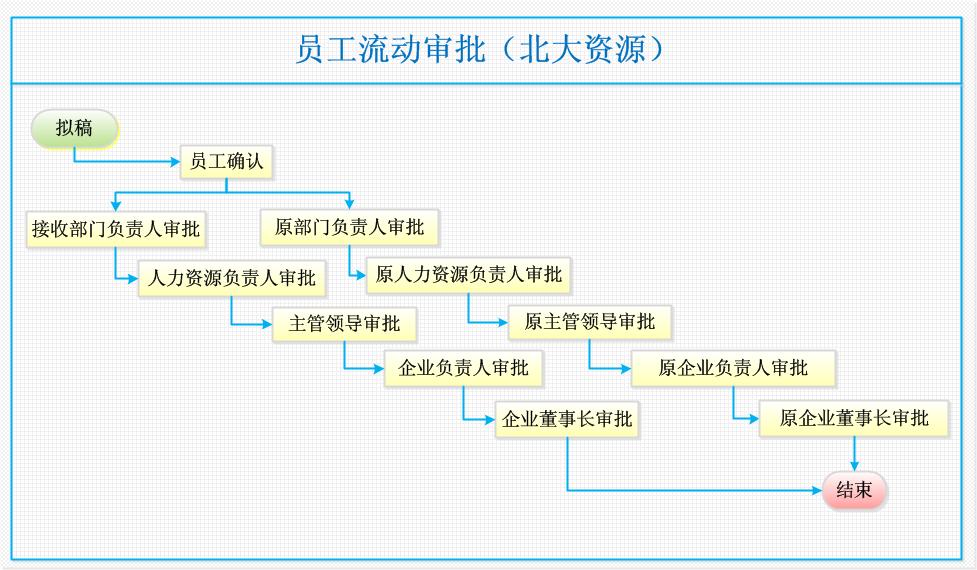 员工流动审批（北大资源）
拟稿
员工确认
接收部门负责人审批
原部门负责人审批
人力资源负责人审批
原人力资源负责人审批
主管领导审批
原主管领导审批
企业负责人审批
原企业负责人审批
企业董事长审批
原企业董事长审批
结束